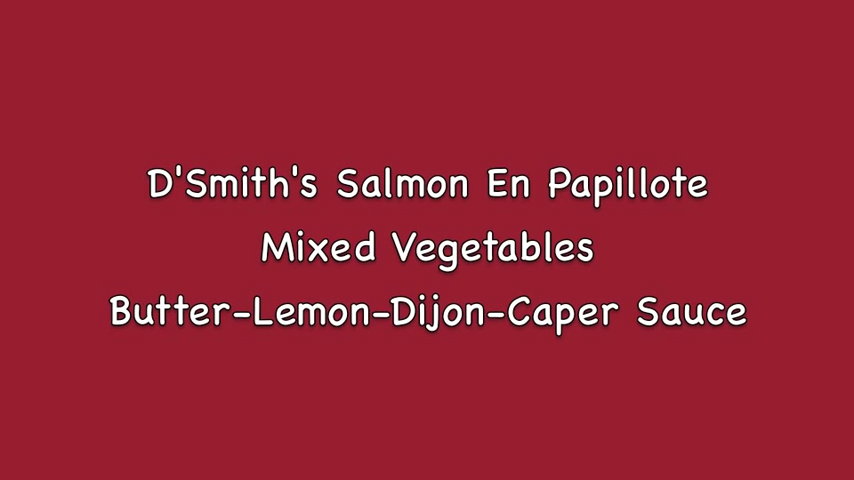 D'Smith's Salmon En Papillote
Mixed Vegetables
Butter-Lemon-Dijon-Caper Sauce